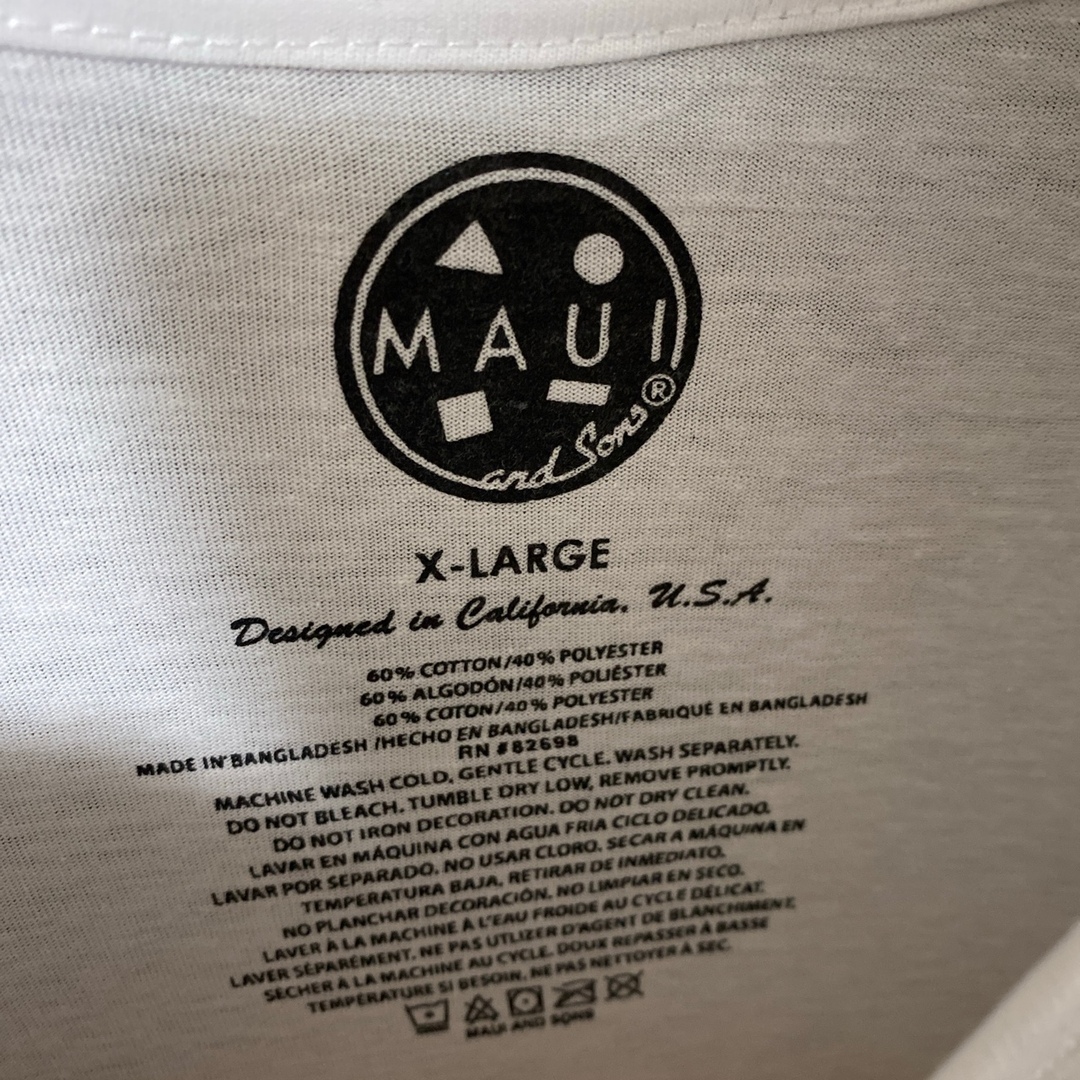 MAUI
and Sons®
X-LARGE
Designed in California, U.S.A.
60% COTTON/40% POLYESTER
60% ALGODÓN/40% POLIÉSTER
60% COTON/40% POLYESTER
MADE IN BANGLADESH /HECHO EN BANGLADESH/FABRIQUÉ EN BANGLADESH
RN #82698
MACHINE WASH COLD, GENTLE CYCLE. WASH SEPARATELY.
DO NOT BLEACH. TUMBLE DRY LOW, REMOVE PROMPTLY.
DO NOT IRON DECORATION. DO NOT DRY CLEAN.
LAVAR EN MÁQUINA CON AGUA FRIA CICLO DELICADO.
LAVAR POR SEPARADO. NO USAR CLORO. SECAR A MÁQUINA EN
TEMPERATURA BAJA, RETIRAR DE INMEDIATO.
NO PLANCHAR DECORACIÓN. NO LIMPIAR EN SECO.
LAVER À LA MACHINE À L'EAU FROIDE AU CYCLE DÉLICAT.
LAVER SÉPARÉMENT. NE PAS UTLIZER D'AGENT DE BLANCHIMENT.
SÉCHER A LA MACHINE AU CYCLE. DOUX REPASSER À BASSE
TEMPÉRATURE SI BESOIN, NE PAS NETTOYER À SEC.
MAUI AND SONS